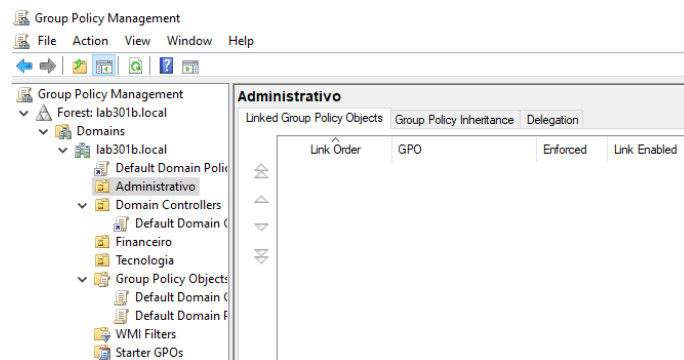 Group Policy Management
File Action View Window Help
Group Policy Management
Forest: lab301b.local
Domains
lab301b.local
Default Domain Polic
Administrativo
Domain Controllers
Default Domain C
Financeiro
Tecnologia
Group Policy Objects
Default Domain C
Default Domain P
WMI Filters
Starter GPOs
Administrativo
Linked Group Policy Objects Group Policy Inheritance Delegation
Link Order GPO Enforced Link Enabled